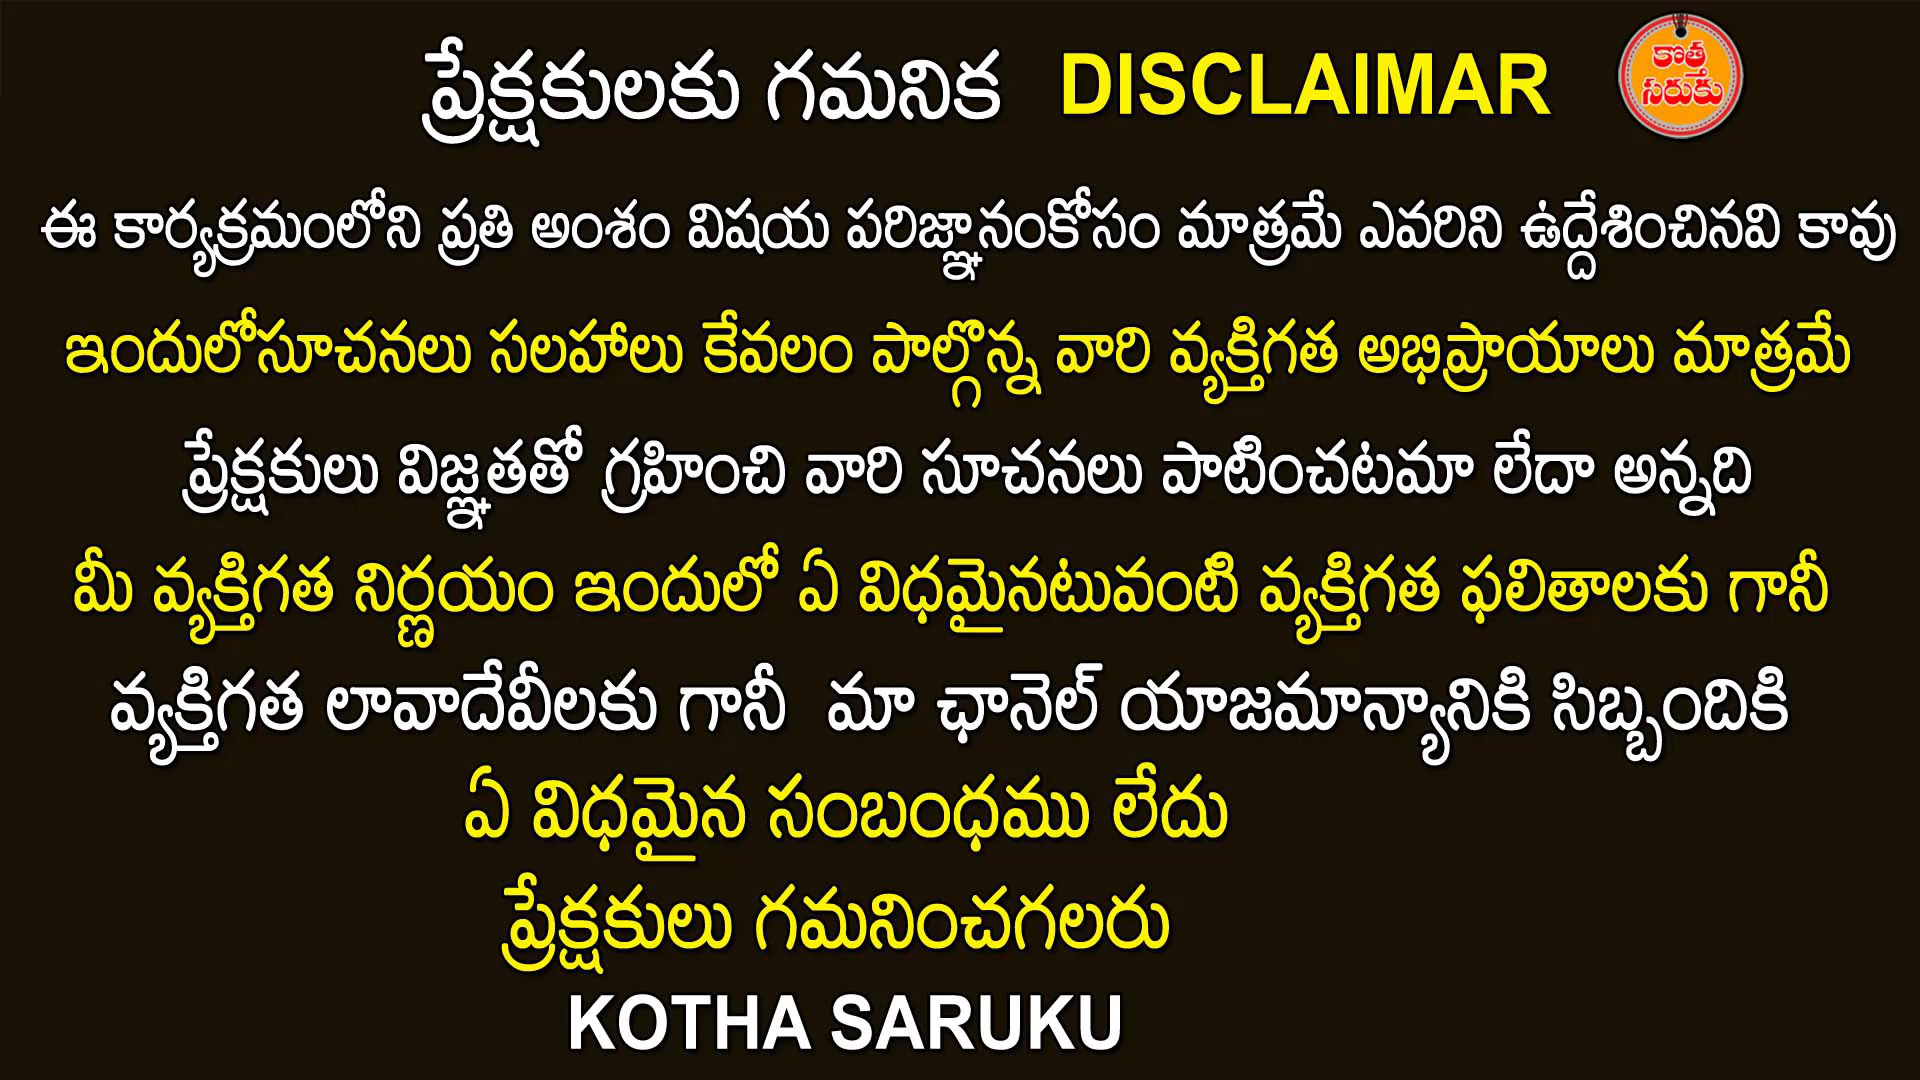 ప్రేక్షకులకు గమనిక DISCLAIMAR
కొత్త
సరుకు
ఈ కార్యక్రమంలోని ప్రతి అంశం విషయ పరిజ్ఞానంకోసం మాత్రమే ఎవరిని ఉద్దేశించినవి కావు
ఇందులోసూచనలు సలహాలు కేవలం పాల్గొన్న వారి వ్యక్తిగత అభిప్రాయాలు మాత్రమే
ప్రేక్షకులు విజ్ఞతతో గ్రహించి వారి సూచనలు పాటించటమా లేదా అన్నది
మీ వ్యక్తిగత నిర్ణయం ఇందులో ఏ విధమైనటువంటి వ్యక్తిగత ఫలితాలకు గానీ
వ్యక్తిగత లావాదేవీలకు గానీ మా ఛానెల్ యాజమాన్యానికి సిబ్బందికి
ఏ విధమైన సంబంధము లేదు
ప్రేక్షకులు గమనించగలరు
KOTHA SARUKU